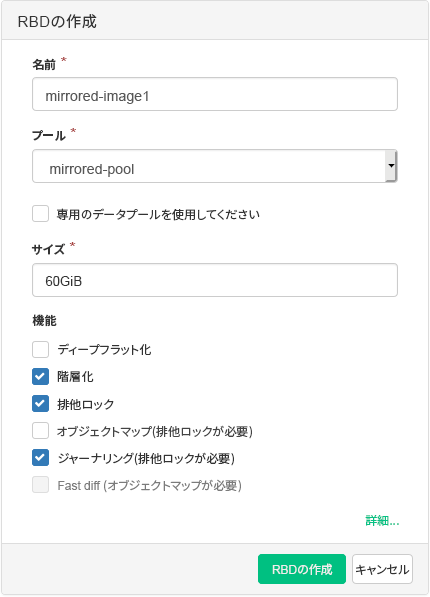 RBDの作成
名前 *
mirrored-image1
プール *
mirrored-pool
専用のデータプールを使用してください
サイズ *
60GiB
機能
ディープフラット化
階層化
排他ロック
オブジェクトマップ(排他ロックが必要)
ジャーナリング(排他ロックが必要)
Fast diff (オブジェクトマップが必要)
詳細...
RBDの作成 キャンセル